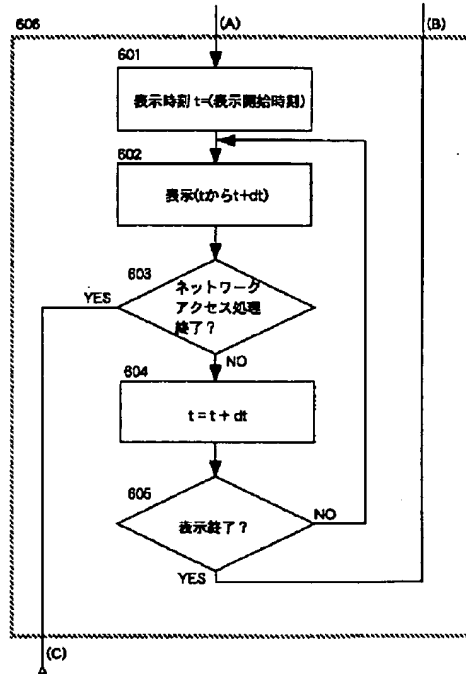 606
(A)
(B)
601
表示時刻 t=(表示開始時刻)
602
表示(tからt+dt)
603
YES
ネットワーク
アクセス処理
終了？
NO
604
t = t + dt
605
表示終了？
NO
YES
(C)